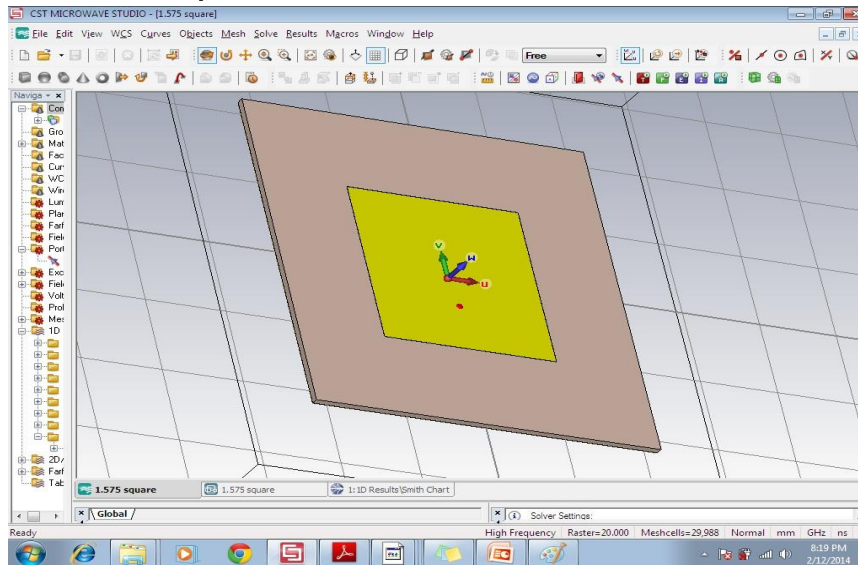 CST MICROWAVE STUDIO - [1.575 square]
File Edit View WCS Curves Objects Mesh Solve Results Macros Window Help
Free
Naviga
Con
Gro
Mat
Fac
Cur
WC
Wire
Lum
Plar
Farf
Field
Port
Exc
Field
Volt
Prol
Mes
1D
2D/
Farf
Tab
v
w
u
1.575 square
1.575 square
1: 1D Results\Smith Chart
Global /
Solver Settings:
Ready
High Frequency Raster=20.000 Meshcells=29,988 Normal mm GHz ns
8:19 PM
2/12/2014